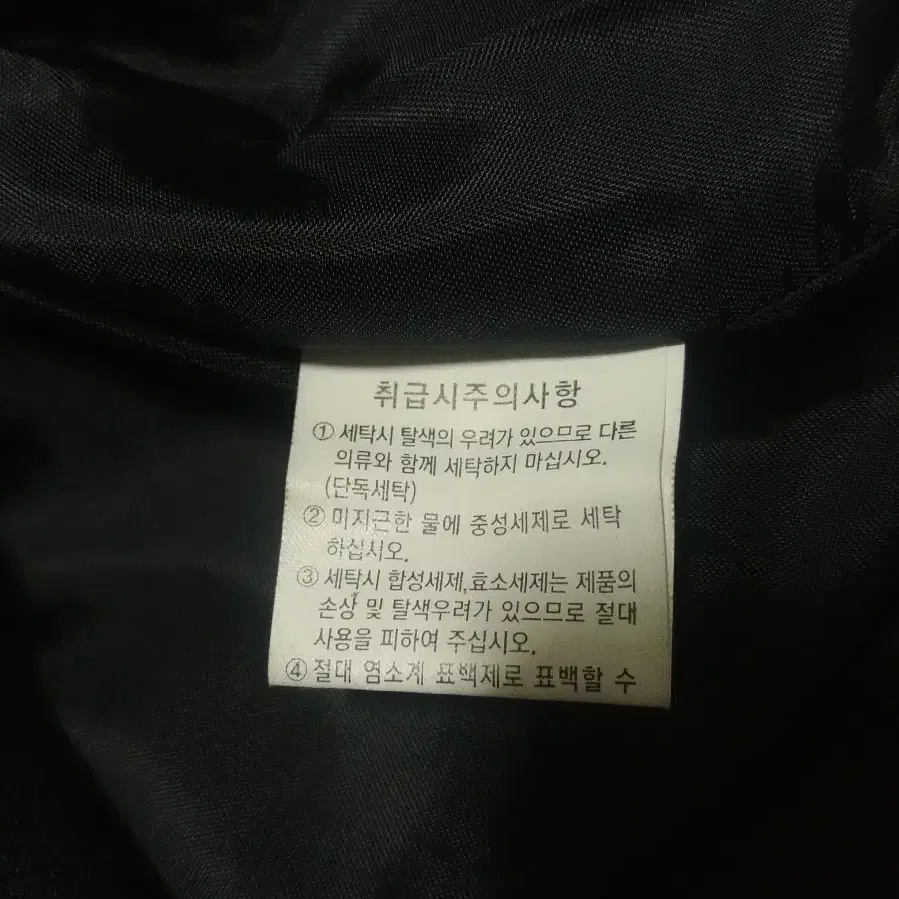 취급시주의사항
① 세탁시 탈색의 우려가 있으므로 다른
의류와 함께 세탁하지 마십시오.
(단독세탁)
② 미지근한 물에 중성세제로 세탁
하십시오.
③ 세탁시 합성세제,효소세제는 제품의
손상 및 탈색우려가 있으므로 절대
사용을 피하여 주십시오.
④ 절대 염소계 표백제로 표백할 수